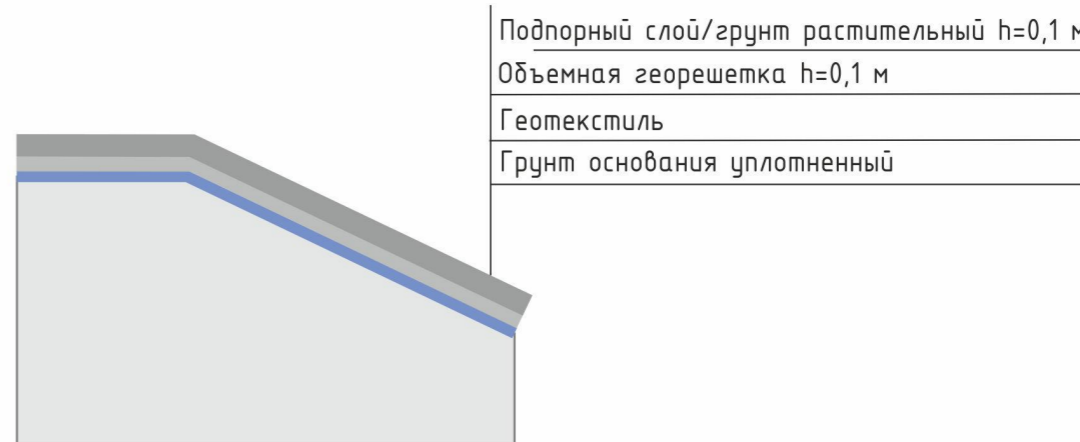 Подпорный слой/грунт растительный h=0,1 м
Объемная георешетка h=0,1 м
Геотекстиль
Грунт основания уплотненный